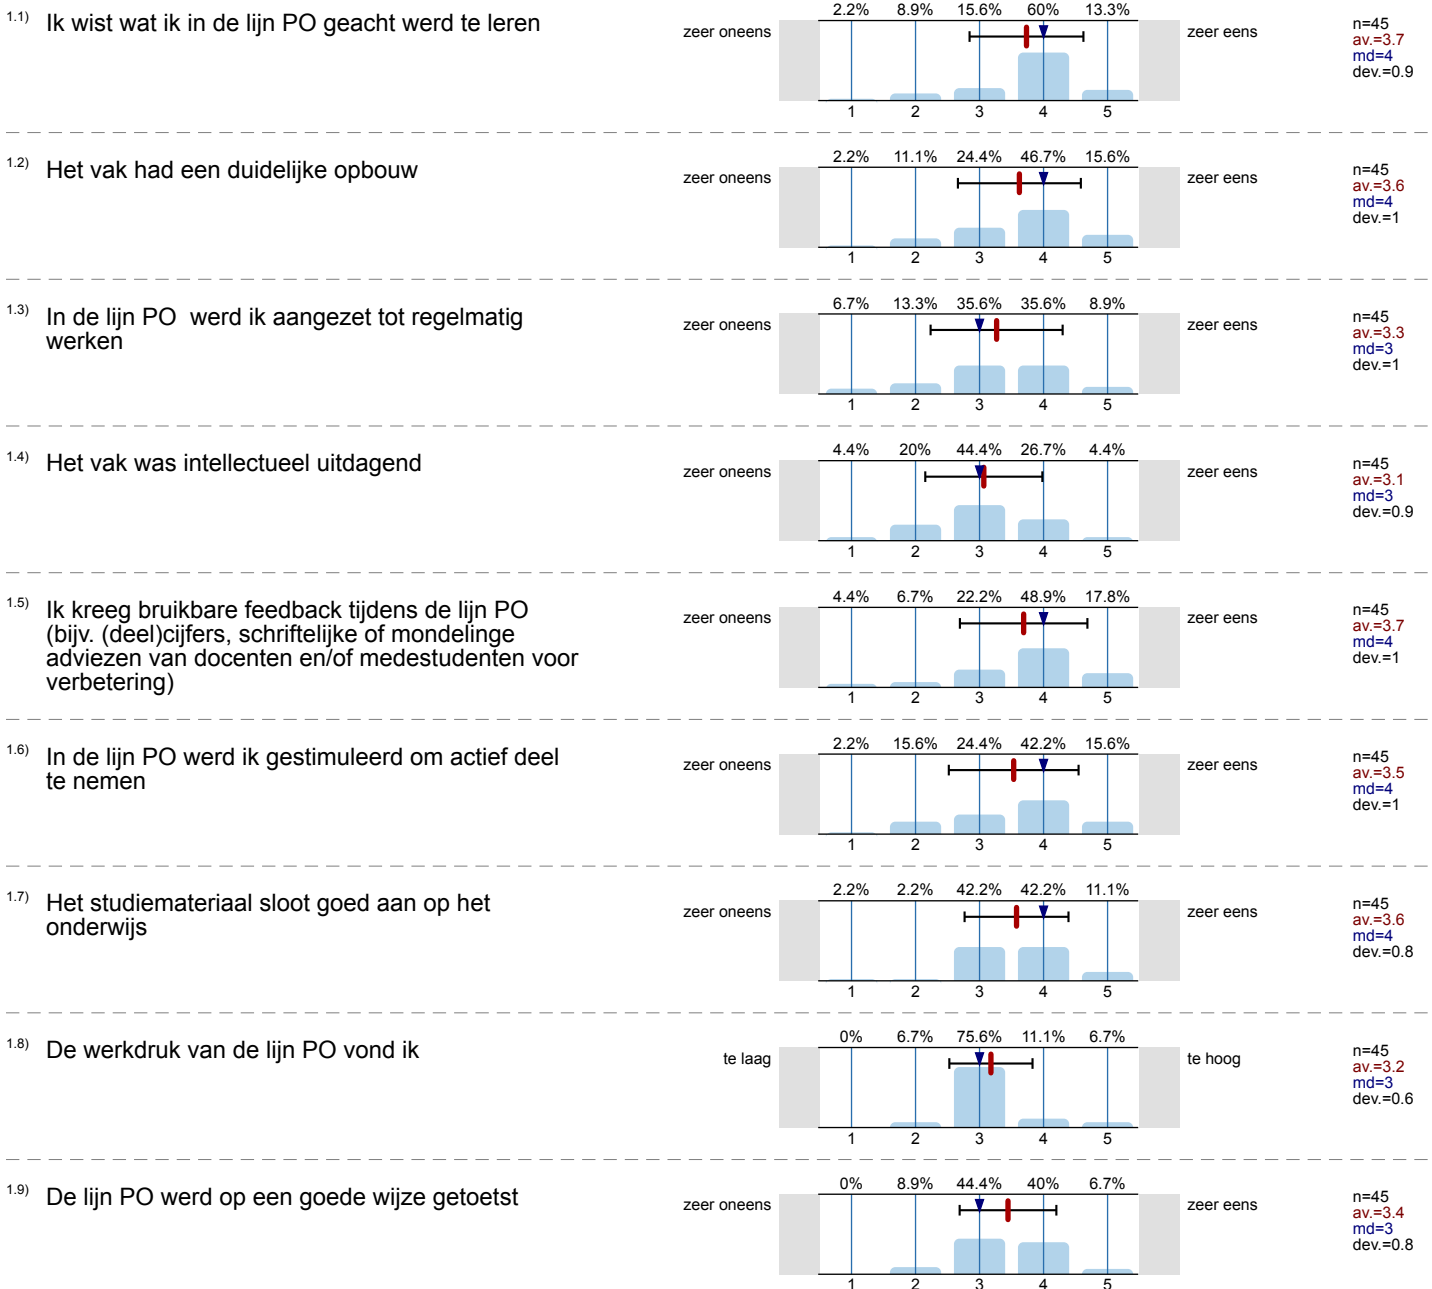 1.1) Ik wist wat ik in de lijn PO geacht werd te leren
2.2% 8.9% 15.6% 60% 13.3%
zeer oneens zeer eens
1 2 3 4 5
n=45
av.=3.7
md=4
dev.=0.9
1.2) Het vak had een duidelijke opbouw
2.2% 11.1% 24.4% 46.7% 15.6%
zeer oneens zeer eens
1 2 3 4 5
n=45
av.=3.6
md=4
dev.=1
1.3) In de lijn PO werd ik aangezet tot regelmatig
werken
6.7% 13.3% 35.6% 35.6% 8.9%
zeer oneens zeer eens
1 2 3 4 5
n=45
av.=3.3
md=3
dev.=1
1.4) Het vak was intellectueel uitdagend
4.4% 20% 44.4% 26.7% 4.4%
zeer oneens zeer eens
1 2 3 4 5
n=45
av.=3.1
md=3
dev.=0.9
1.5) Ik kreeg bruikbare feedback tijdens de lijn PO
(bijv. (deel)cijfers, schriftelijke of mondelinge
adviezen van docenten en/of medestudenten voor
verbetering)
4.4% 6.7% 22.2% 48.9% 17.8%
zeer oneens zeer eens
1 2 3 4 5
n=45
av.=3.7
md=4
dev.=1
1.6) In de lijn PO werd ik gestimuleerd om actief deel
te nemen
2.2% 15.6% 24.4% 42.2% 15.6%
zeer oneens zeer eens
1 2 3 4 5
n=45
av.=3.5
md=4
dev.=1
1.7) Het studiemateriaal sloot goed aan op het
onderwijs
2.2% 2.2% 42.2% 42.2% 11.1%
zeer oneens zeer eens
1 2 3 4 5
n=45
av.=3.6
md=4
dev.=0.8
1.8) De werkdruk van de lijn PO vond ik
0% 6.7% 75.6% 11.1% 6.7%
te laag te hoog
1 2 3 4 5
n=45
av.=3.2
md=3
dev.=0.6
1.9) De lijn PO werd op een goede wijze getoetst
0% 8.9% 44.4% 40% 6.7%
zeer oneens zeer eens
1 2 3 4 5
n=45
av.=3.4
md=3
dev.=0.8